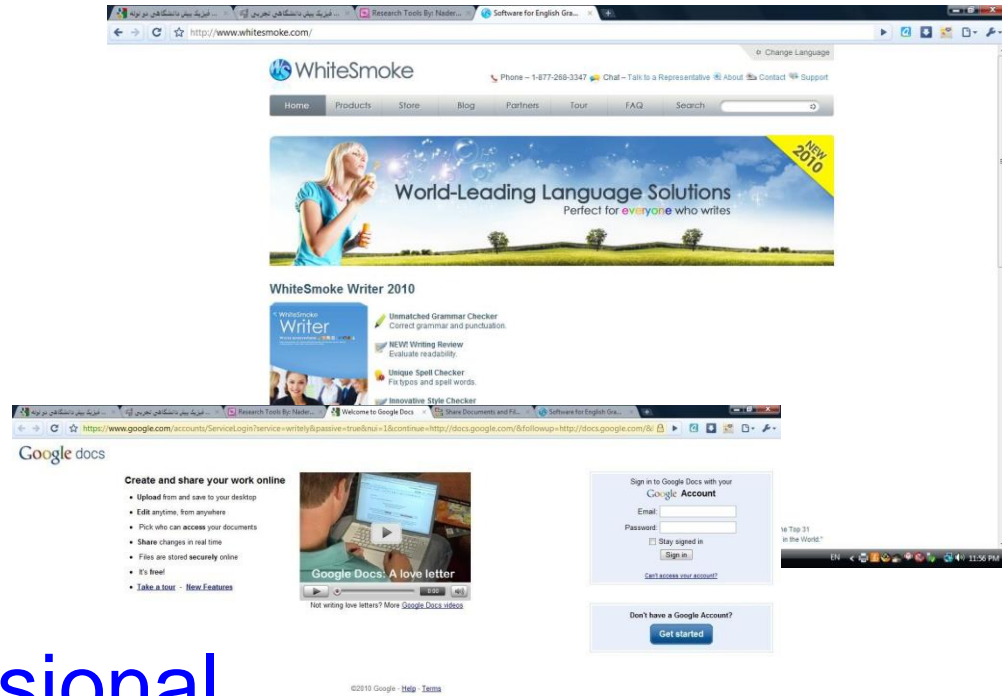 Research Tools By: Nader...
Software for English Gra...
http://www.whitesmoke.com/
Change Language
WhiteSmoke
Phone – 1-877-268-3347
Chat – Talk to a Representative
About
Contact
Support
Home
Products
Store
Blog
Partners
Tour
FAQ
Search
NEW 2010
World-Leading Language Solutions
Perfect for everyone who writes
WhiteSmoke Writer 2010
WhiteSmoke
Writer
Unmatched Grammar Checker
Correct grammar and punctuation.
NEW! Writing Review
Evaluate readability.
Unique Spell Checker
Fix typos and spell words.
Innovative Style Checker
he Top 31
in the World."
EN
11:56 PM
Research Tools By: Nader...
Welcome to Google Docs
Share Documents and Fil...
Software for English Gra...
https://www.google.com/accounts/ServiceLogin?service=writely&passive=true&nui=1&continue=http://docs.google.com/&followup=http://docs.google.com/&l
Google docs
Create and share your work online
Upload from and save to your desktop
Edit anytime, from anywhere
Pick who can access your documents
Share changes in real time
Files are stored securely online
It's free!
Take a tour - New Features
Google Docs: A love letter
0:00
Not writing love letters? More Google Docs videos
Sign in to Google Docs with your
Google Account
Email:
Password:
Stay signed in
Sign in
Can't access your account?
Don't have a Google Account?
Get started
©2010 Google - Help - Terms
sional